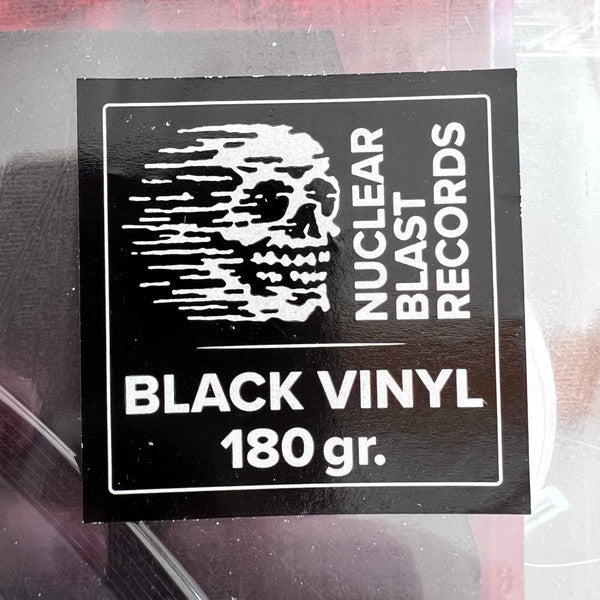 NUCLEAR
BLAST
RECORDS
BLACK VINYL
180 gr.